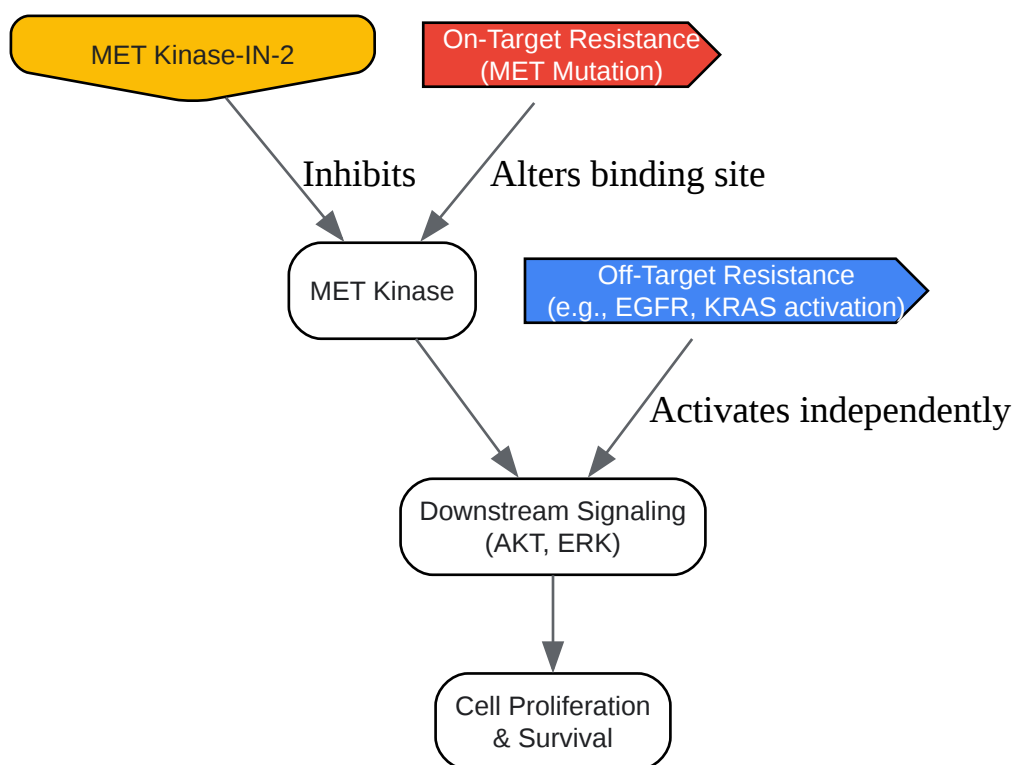 MET Kinase-IN-2
On-Target Resistance
(MET Mutation)
Inhibits
Alters binding site
MET Kinase
Off-Target Resistance
(e.g., EGFR, KRAS activation)
Activates independently
Downstream Signaling
(AKT, ERK)
Cell Proliferation
& Survival